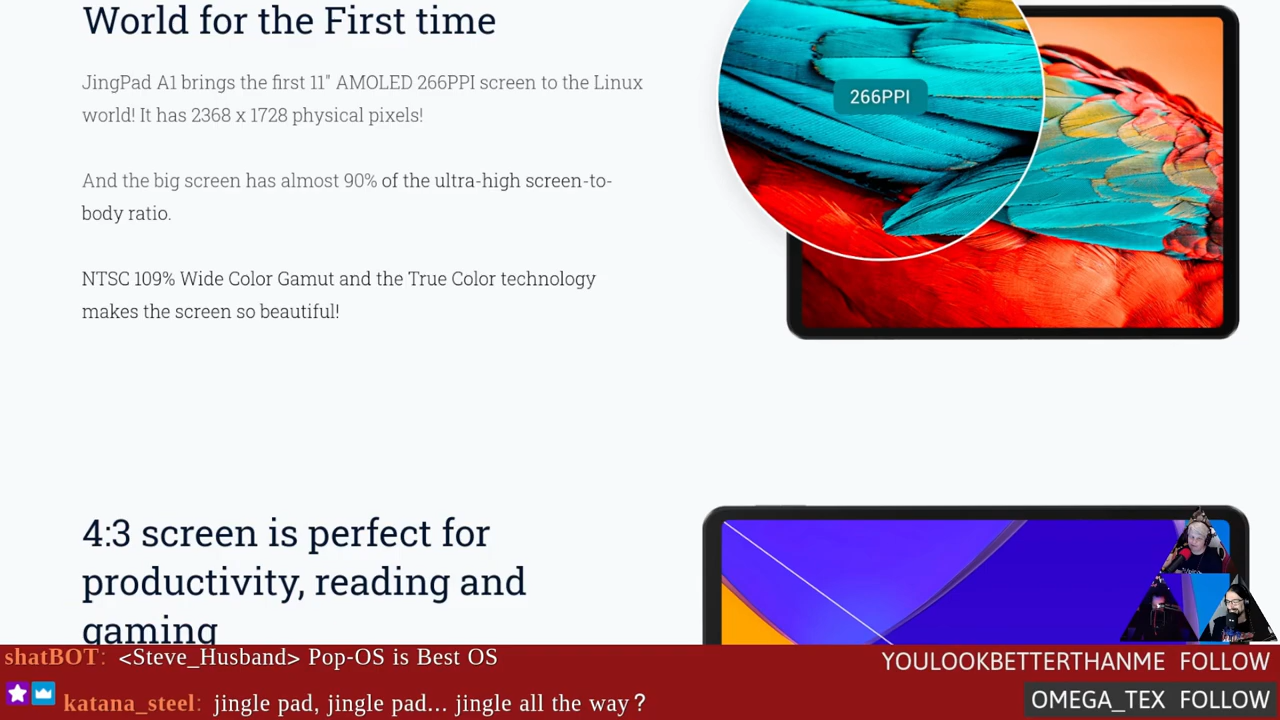 World for the First time
JingPad A1 brings the first 11" AMOLED 266PPI screen to the Linux
world! It has 2368 x 1728 physical pixels!
And the big screen has almost 90% of the ultra-high screen-to-
body ratio.
NTSC 109% Wide Color Gamut and the True Color technology
makes the screen so beautiful!
266PPI
4:3 screen is perfect for
productivity, reading and
gaming
shatBOT: <Steve_Husband> Pop-OS is Best OS
katana_steel: jingle pad, jingle pad... jingle all the way?
YOULOOKBETTERTHANME FOLLOW
OMEGA_TEX FOLLOW